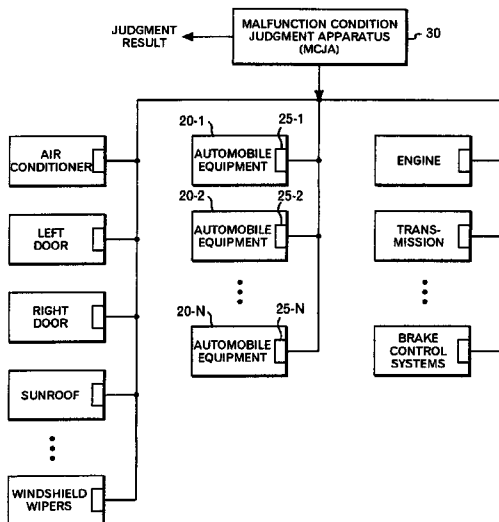 JUDGMENT
RESULT
MALFUNCTION CONDITION
JUDGMENT APPARATUS
(MCJA)
30
20-1
25-1
AIR
CONDITIONER
AUTOMOBILE
EQUIPMENT
ENGINE
20-2
25-2
LEFT
DOOR
AUTOMOBILE
EQUIPMENT
TRANS-
MISSION
RIGHT
DOOR
20-N
25-N
AUTOMOBILE
EQUIPMENT
BRAKE
CONTROL
SYSTEMS
SUNROOF
WINDSHIELD
WIPERS